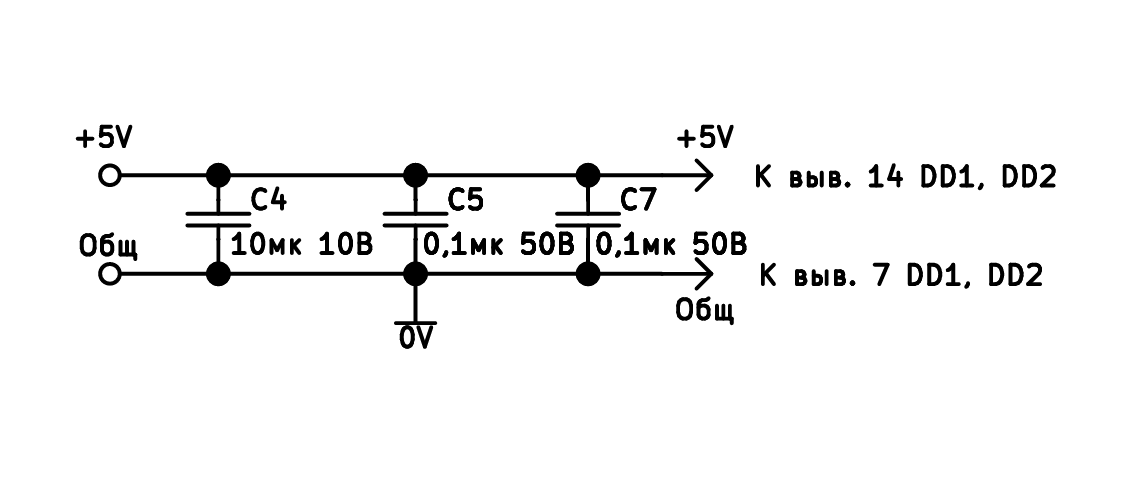 +5V +5V
К выв. 14 DD1, DD2
C4 C5 C7
Общ 10мк 10В 0,1мк 50В 0,1мк 50В
К выв. 7 DD1, DD2
Общ
0V